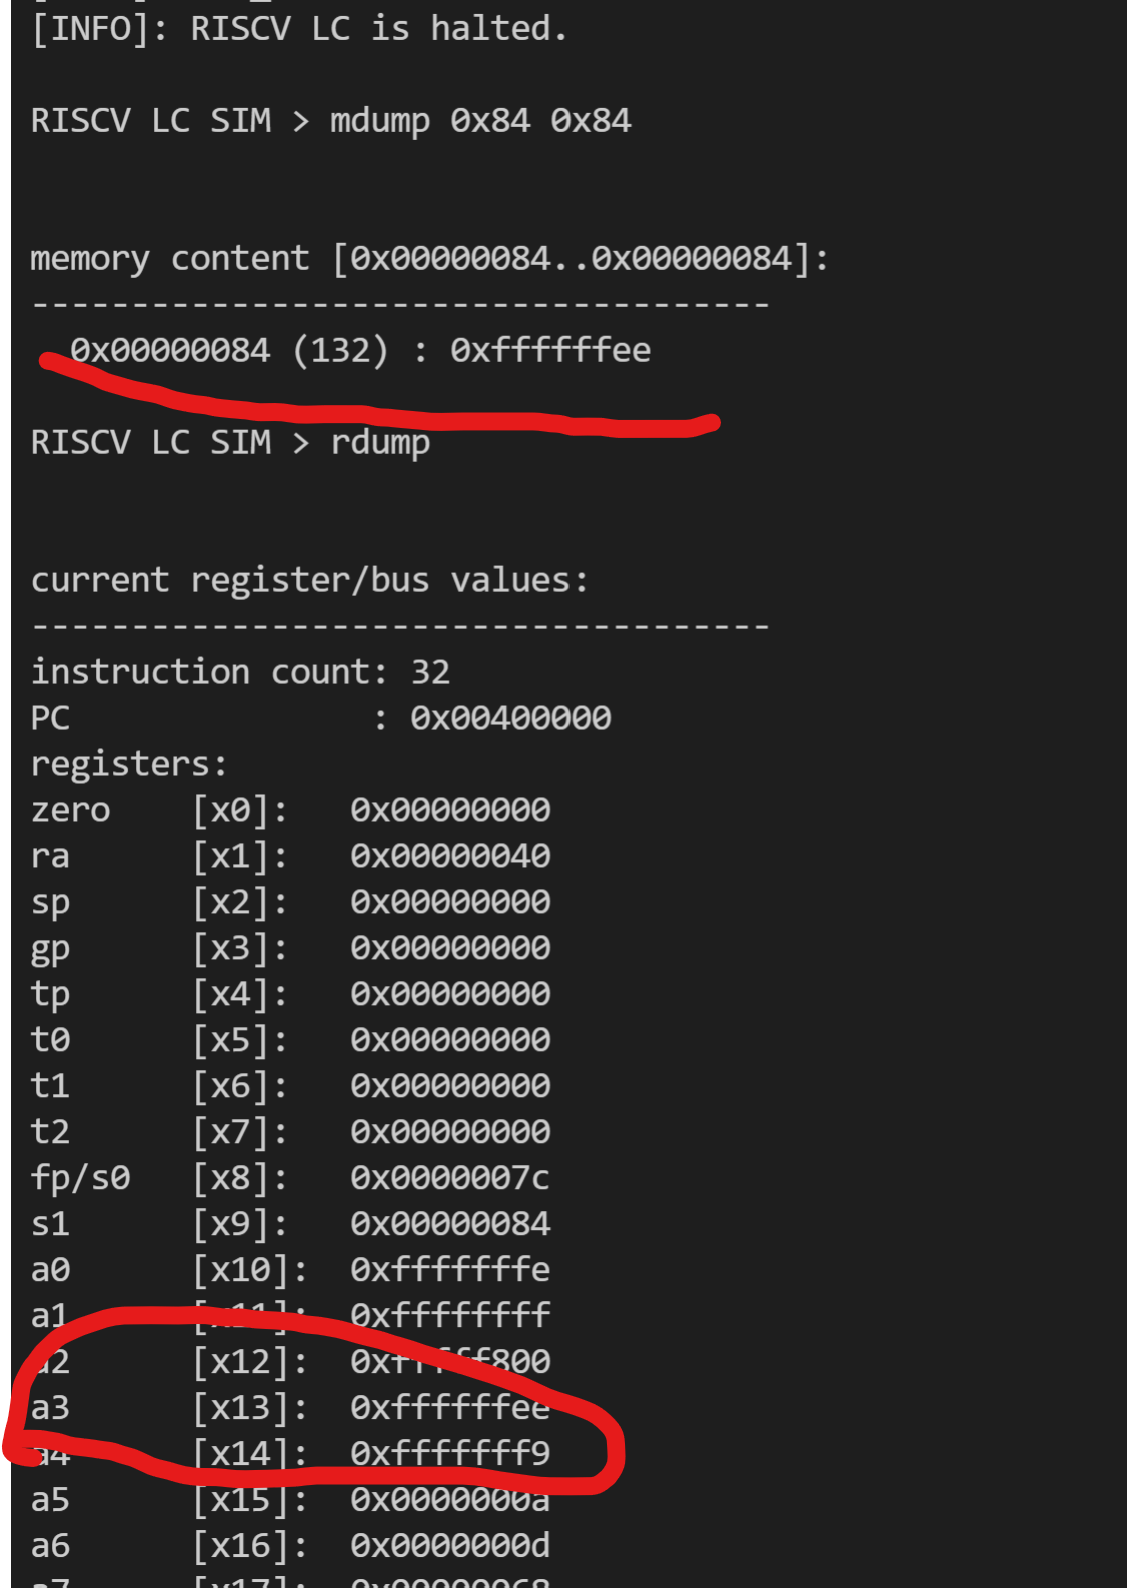 [INFO]: RISCV LC is halted.
RISCV LC SIM > mdump 0x84 0x84
memory content [0x00000084..0x00000084]:
-------------------------------------
0x00000084 (132) : 0xffffffee
RISCV LC SIM > rdump
current register/bus values:
-------------------------------------
instruction count: 32
PC : 0x00400000
registers:
zero [x0]: 0x00000000
ra [x1]: 0x00000040
sp [x2]: 0x00000000
gp [x3]: 0x00000000
tp [x4]: 0x00000000
t0 [x5]: 0x00000000
t1 [x6]: 0x00000000
t2 [x7]: 0x00000000
fp/s0 [x8]: 0x0000007c
s1 [x9]: 0x00000084
a0 [x10]: 0xfffffffe
a1 [x11]: 0xffffffff
a2 [x12]: 0xfffff800
a3 [x13]: 0xffffffee
a4 [x14]: 0xfffffff9
a5 [x15]: 0x0000000a
a6 [x16]: 0x0000000d
a7 [x17]: 0x00000068